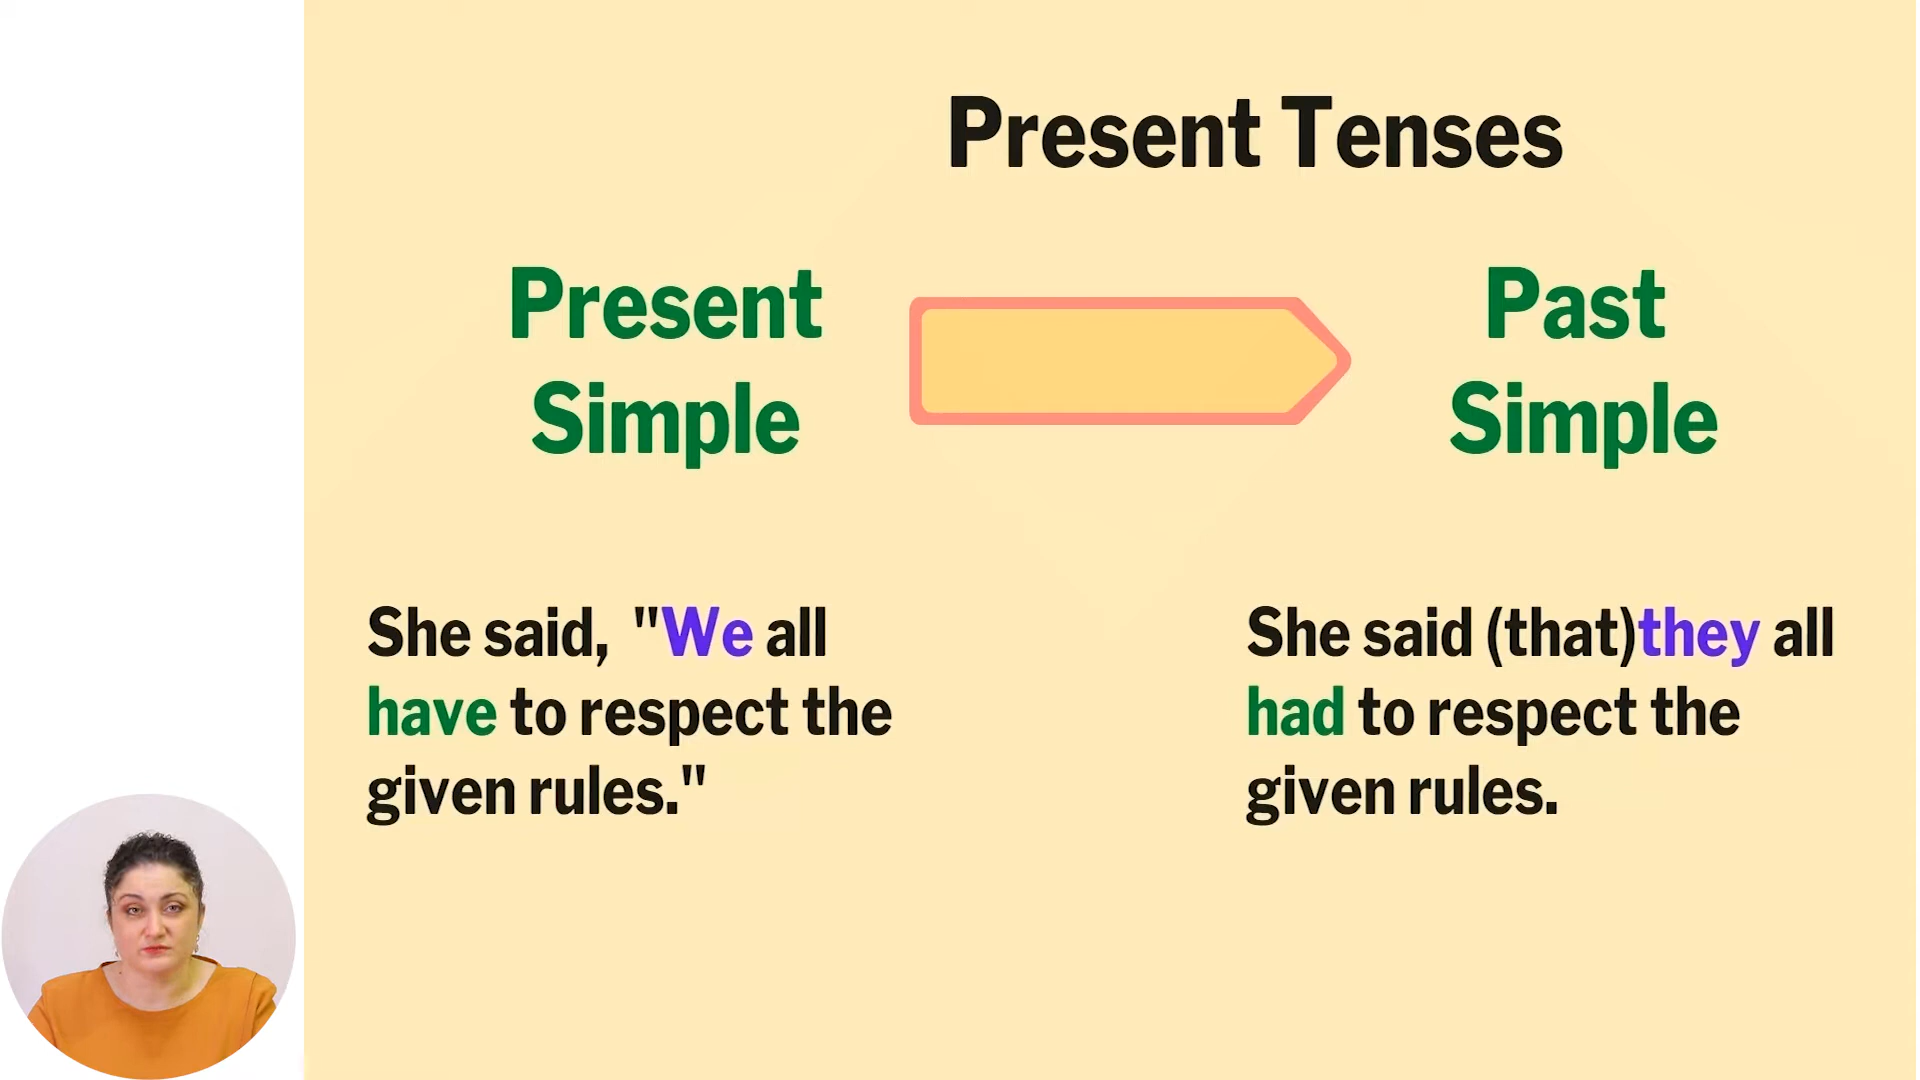 Present Tenses
Present
Simple
Past
Simple
She said, "We all
have to respect the
given rules."
She said (that)they all
had to respect the
given rules.